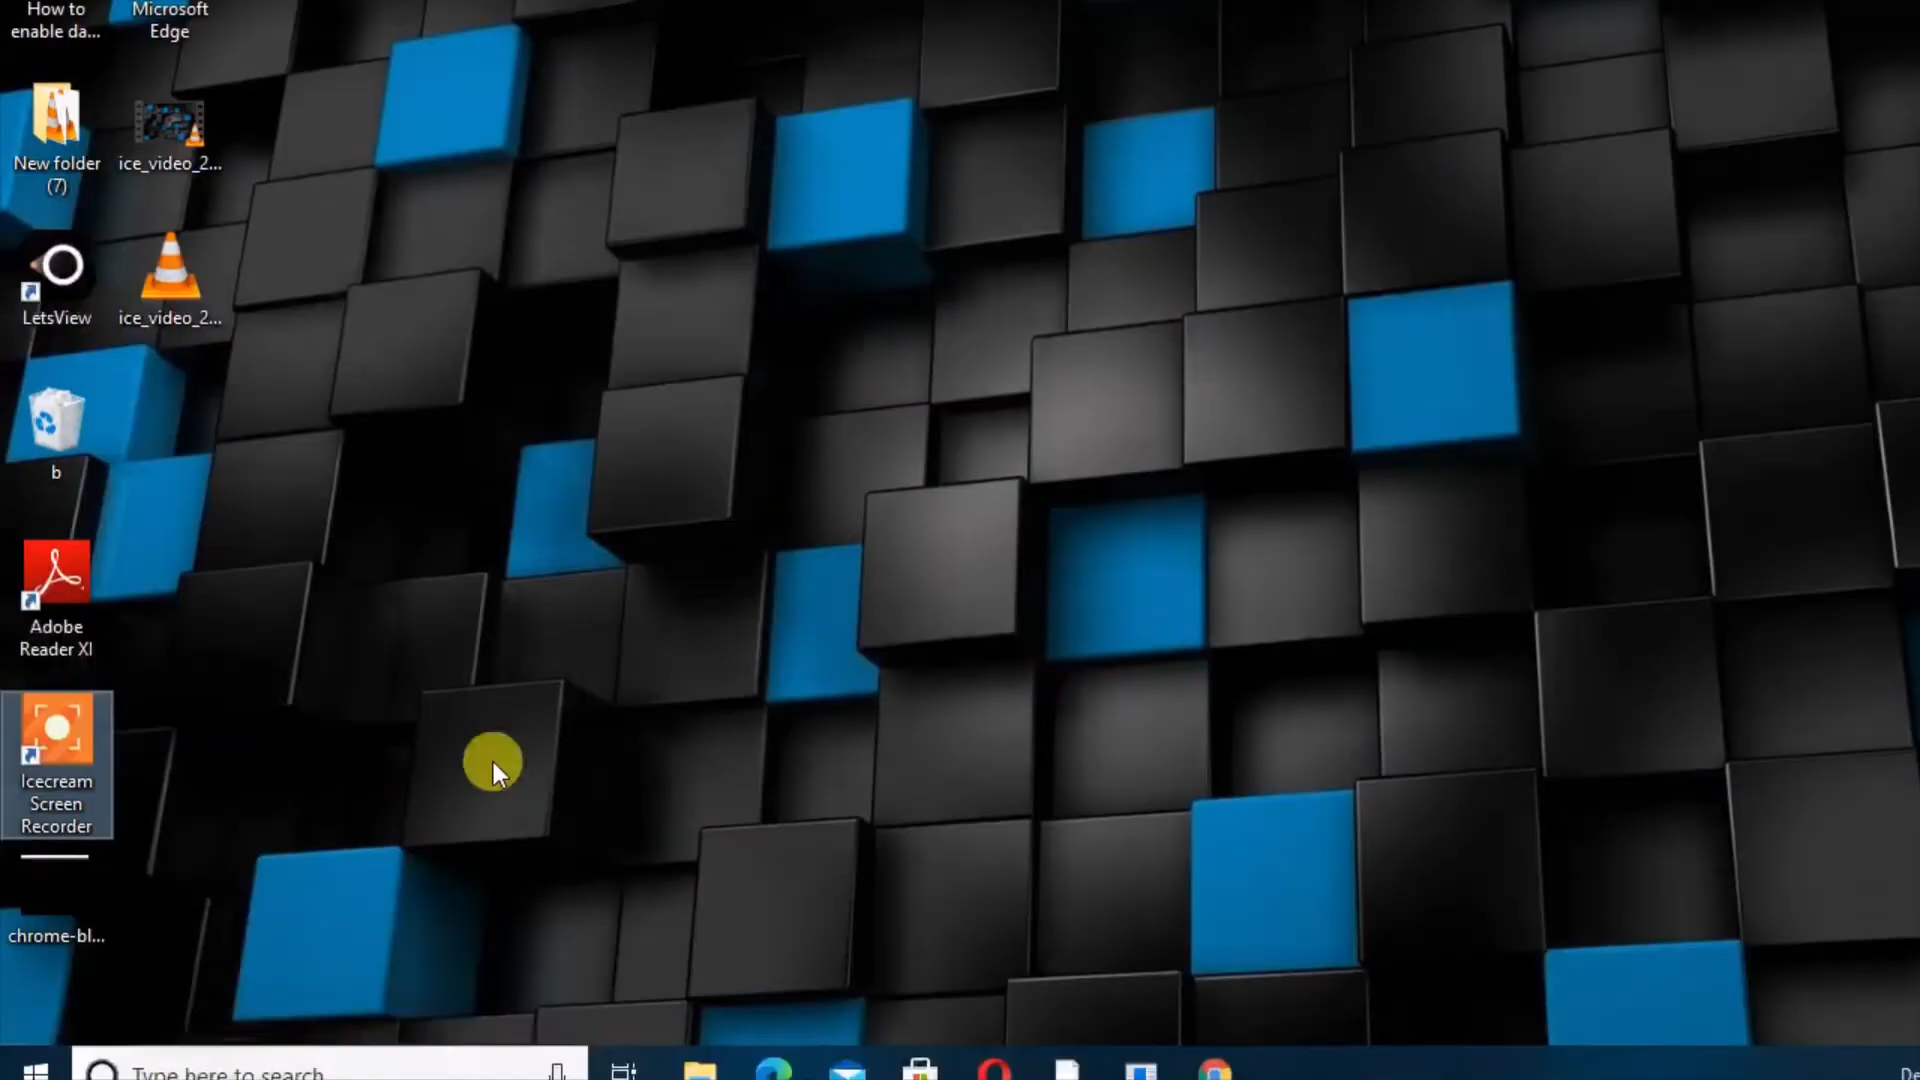 How to
enable da...
Microsoft
Edge
New folder
(7)
ice_video_2...
LetsView
ice_video_2...
b
Adobe
Reader XI
Icecream
Screen
Recorder
chrome-bl...
Type here to search
De